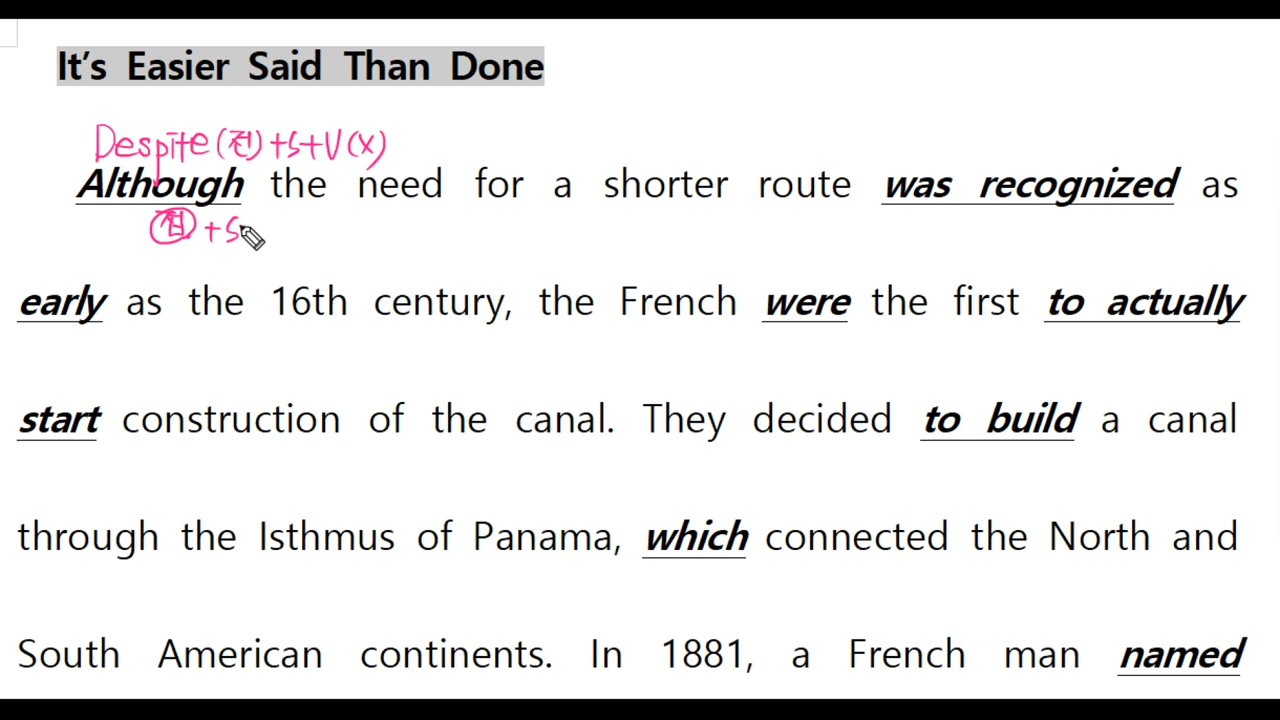 It's Easier Said Than Done
Despite(전)+S+V(X)
Although the need for a shorter route was recognized as
접 +S
early as the 16th century, the French were the first to actually
start construction of the canal. They decided to build a canal
through the Isthmus of Panama, which connected the North and
South American continents. In 1881, a French man named